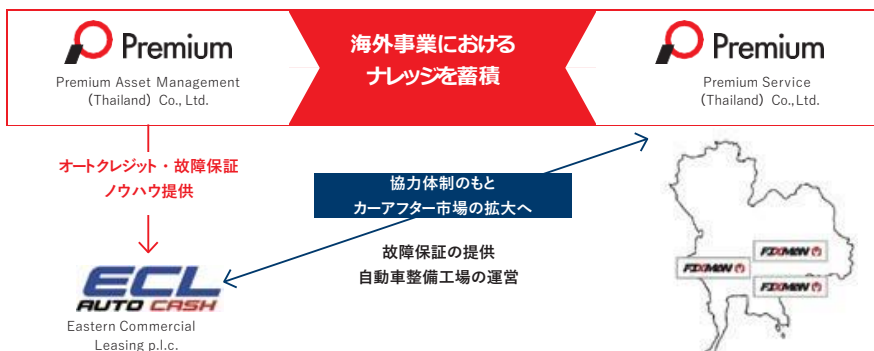 Premium
Premium Asset Management
(Thailand) Co., Ltd.
海外事業における
ナレッジを蓄積
Premium
Premium Service
(Thailand) Co., Ltd.
オートクレジット・故障保証
ノウハウ提供
協力体制のもと
カーアフター市場の拡大へ
故障保証の提供
自動車整備工場の運営
ECL
AUTO CASH
Eastern Commercial
Leasing p.l.c.
FIXMAN
FIXMAN
FIXMAN